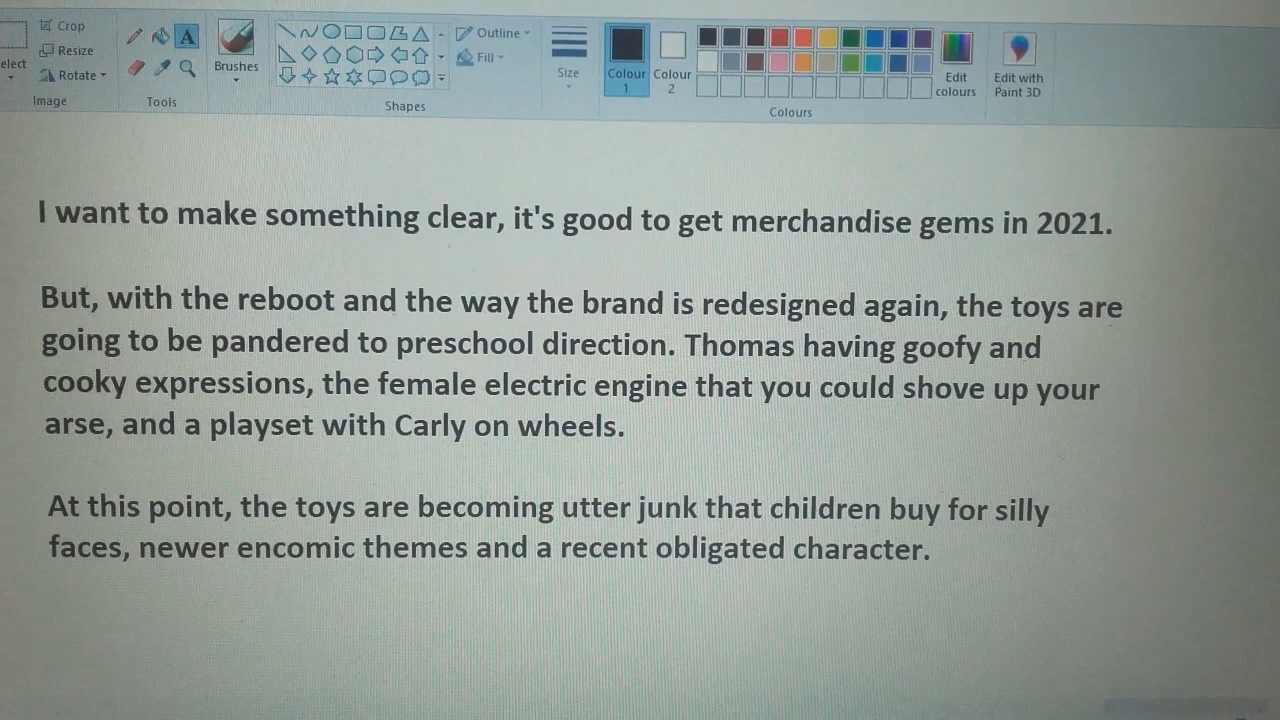 Crop
Resize
Rotate
elect
Image
A
Tools
Brushes
Shapes
Outline
Fill
Size
Colour 1
Colour 2
Colours
Edit colours
Edit with Paint 3D
I want to make something clear, it's good to get merchandise gems in 2021.
But, with the reboot and the way the brand is redesigned again, the toys are
going to be pandered to preschool direction. Thomas having goofy and
cooky expressions, the female electric engine that you could shove up your
arse, and a playset with Carly on wheels.
At this point, the toys are becoming utter junk that children buy for silly
faces, newer encomic themes and a recent obligated character.